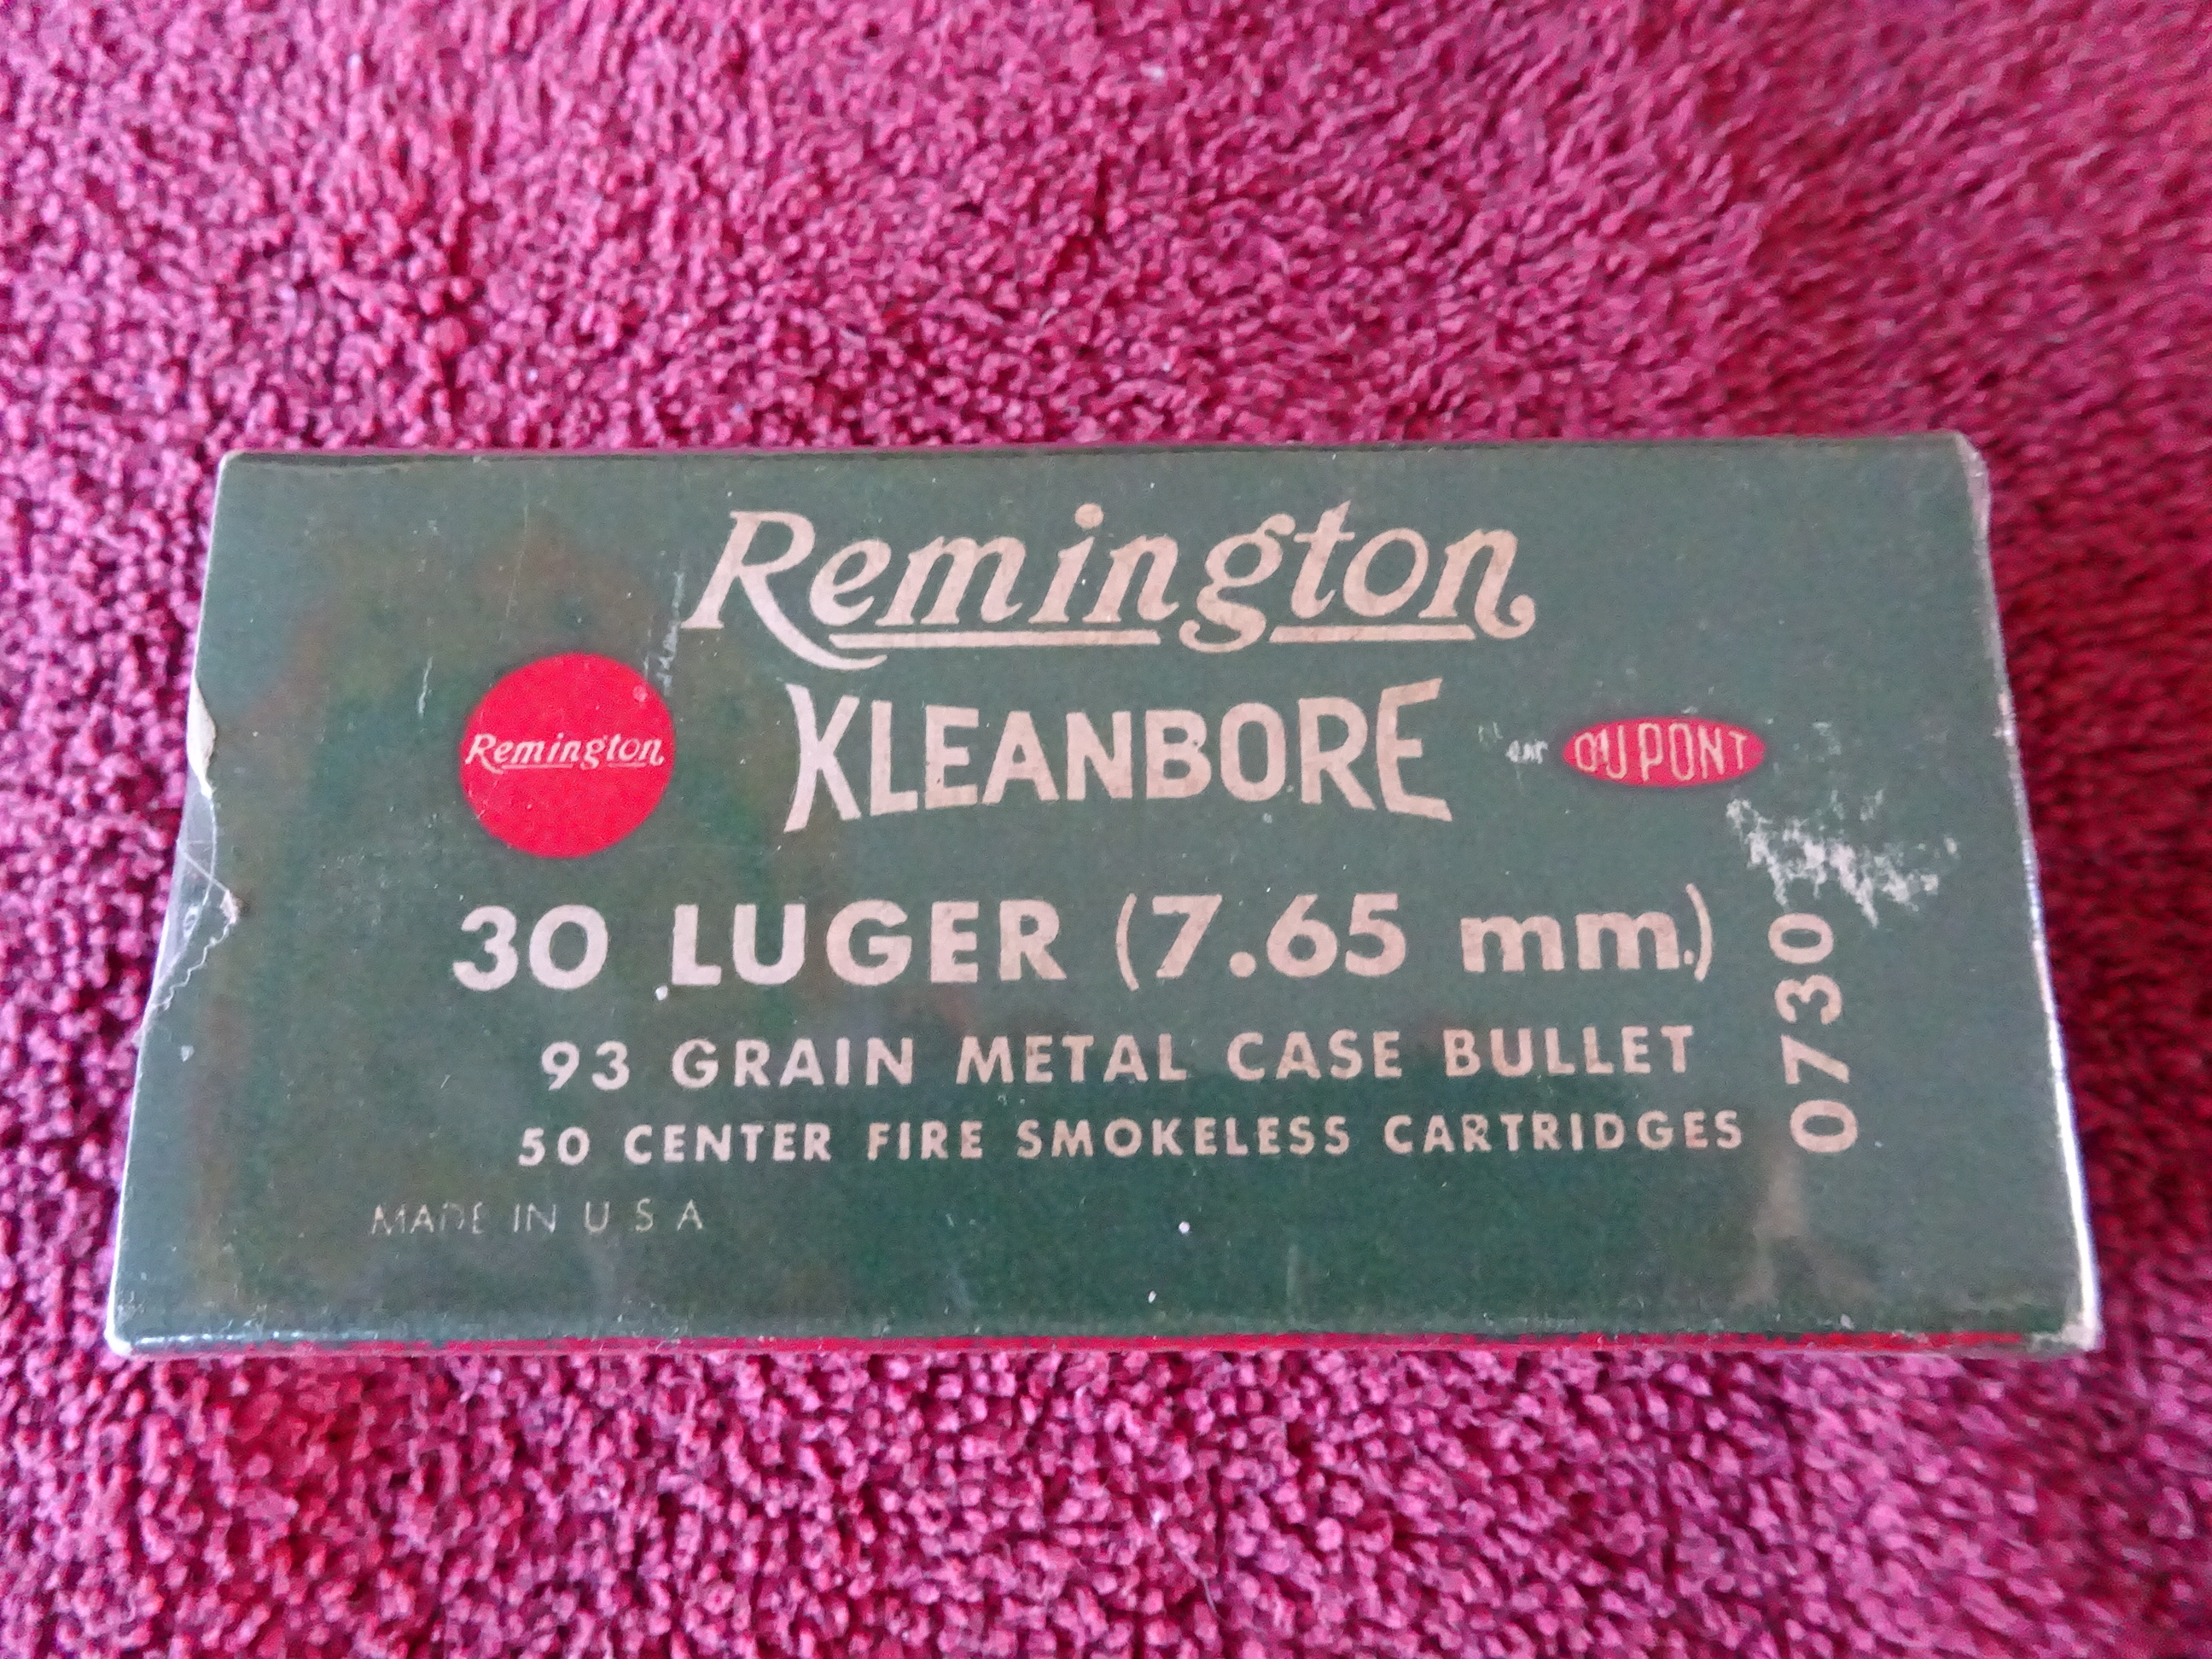 Remington
Remington
KLEANBORE
DU PONT
30 LUGER (7.65 mm.)
93 GRAIN METAL CASE BULLET
50 CENTER FIRE SMOKELESS CARTRIDGES
0730
MADE IN U S A